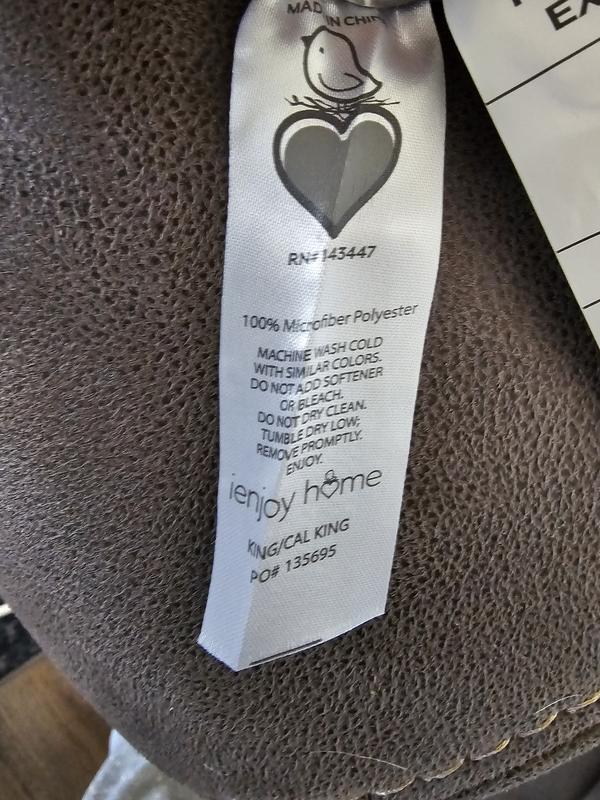 MADE IN CHINA
EX
RN# 143447
100% Microfiber Polyester
MACHINE WASH COLD
WITH SIMILAR COLORS.
DO NOT ADD SOFTENER
OR BLEACH.
DO NOT DRY CLEAN.
TUMBLE DRY LOW;
REMOVE PROMPTLY.
ENJOY.
ienjoy home
KING/CAL KING
PO# 135695